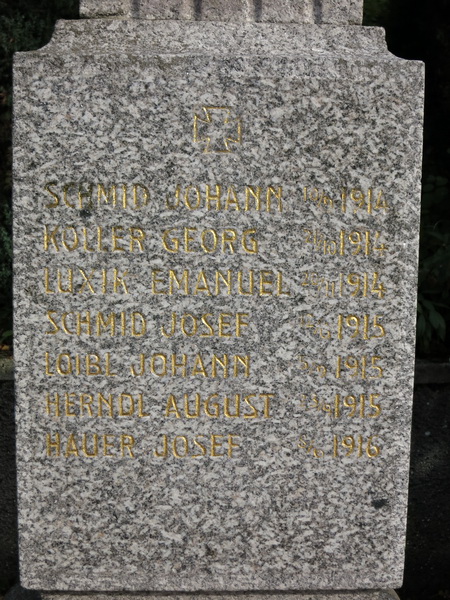 SCHMID JOHANN 1914
KOLLER GEORG 1914
LUXIK EMANUEL 1914
SCHMID JOSEF 1915
LOIBL JOHANN 1915
HERNDL AUGUST 1915
HAUER JOSEF 1916